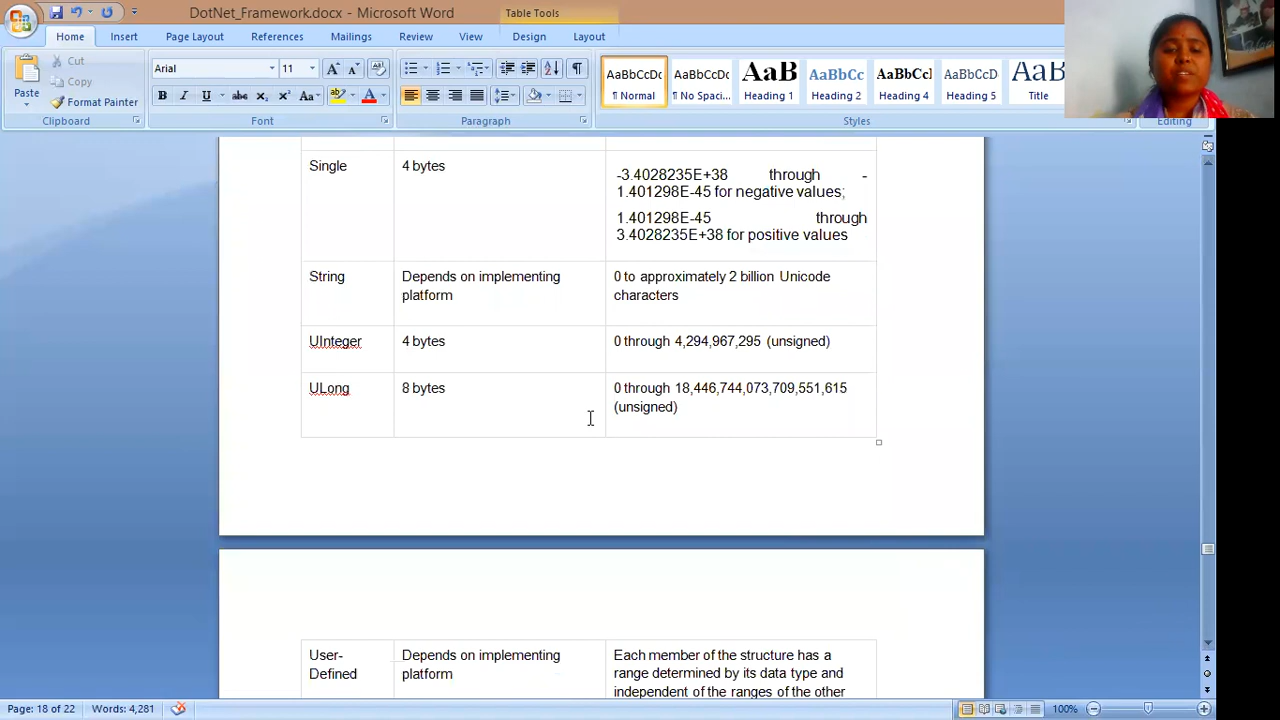 DotNet_Framework.docx - Microsoft Word
Table Tools
Home Insert Page Layout References Mailings Review View Design Layout
Paste
Cut
Copy
Format Painter
Clipboard
Arial 11
Font
Paragraph
AaBbCcDc AaBbCcDc AaB AaBbCc AaBbCcI AaBbCcD AaB
¶ Normal ¶ No Spaci... Heading 1 Heading 2 Heading 4 Heading 5 Title
Styles
Editing
Single 4 bytes
-3.4028235E+38 through -
1.401298E-45 for negative values;
1.401298E-45 through
3.4028235E+38 for positive values
String Depends on implementing
platform
0 to approximately 2 billion Unicode
characters
UInteger 4 bytes 0 through 4,294,967,295 (unsigned)
ULong 8 bytes 0 through 18,446,744,073,709,551,615
(unsigned)
User-
Defined
Depends on implementing
platform
Each member of the structure has a
range determined by its data type and
independent of the ranges of the other
Page: 18 of 22 Words: 4,281 100%